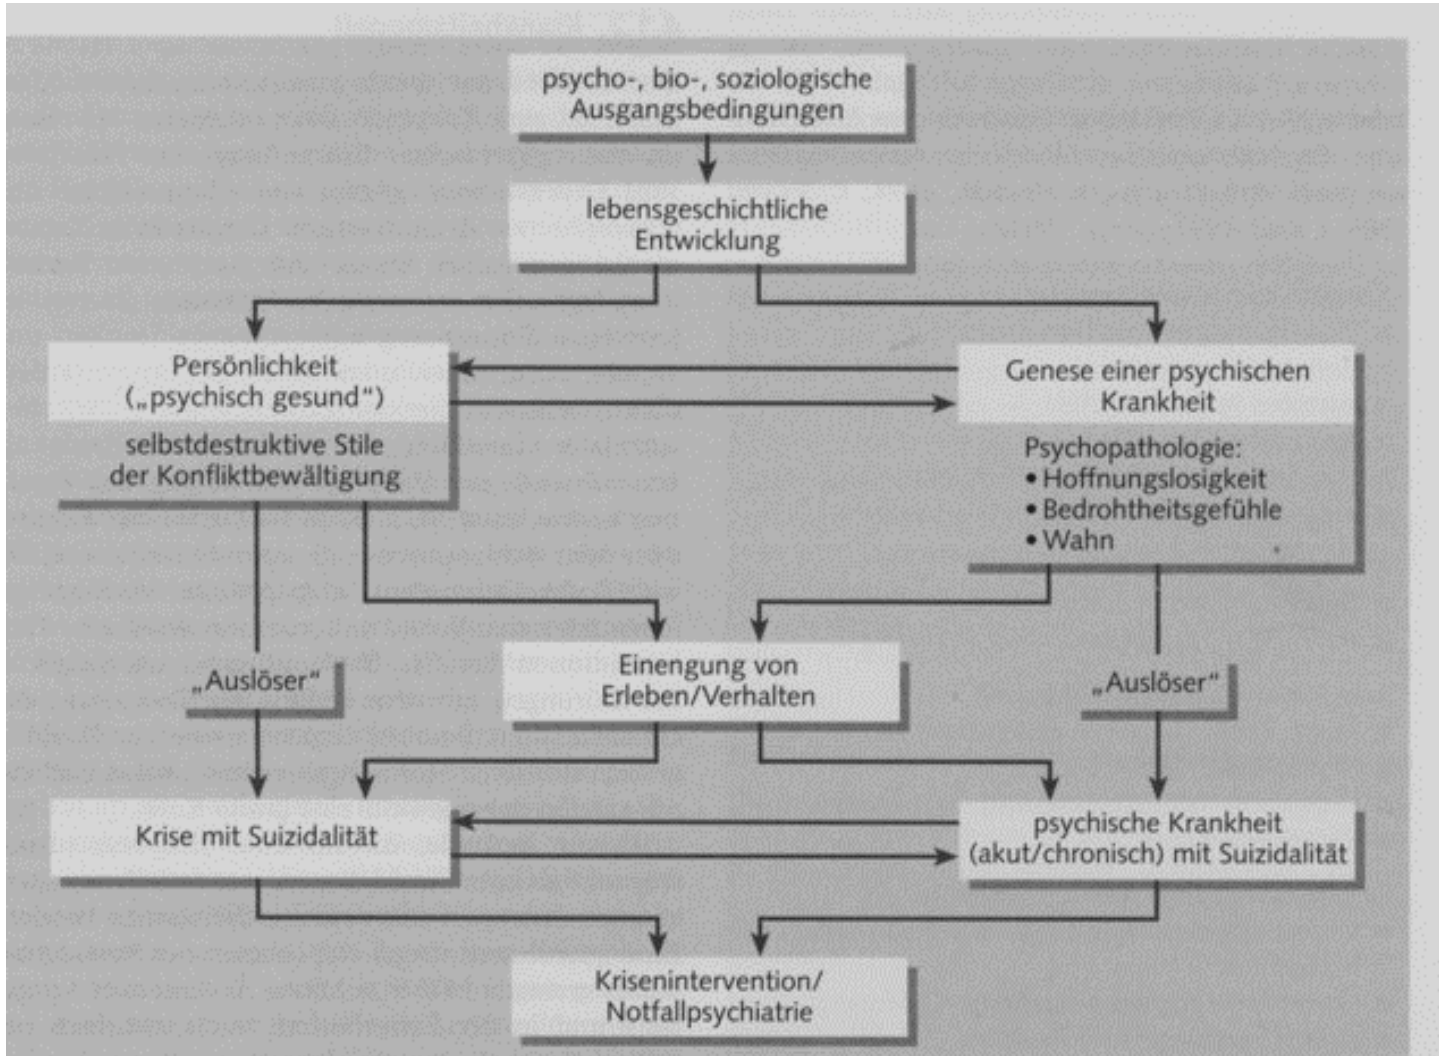 psycho-, bio-, soziologische
Ausgangsbedingungen
lebensgeschichtliche
Entwicklung
Persönlichkeit
(„psychisch gesund“)
selbstdestruktive Stile
der Konfliktbewältigung
Genese einer psychischen
Krankheit
Psychopathologie:
• Hoffnungslosigkeit
• Bedrohtheitsgefühle
• Wahn
Einengung von
Erleben/Verhalten
„Auslöser“
„Auslöser“
Krise mit Suizidalität
psychische Krankheit
(akut/chronisch) mit Suizidalität
Krisenintervention/
Notfallpsychiatrie